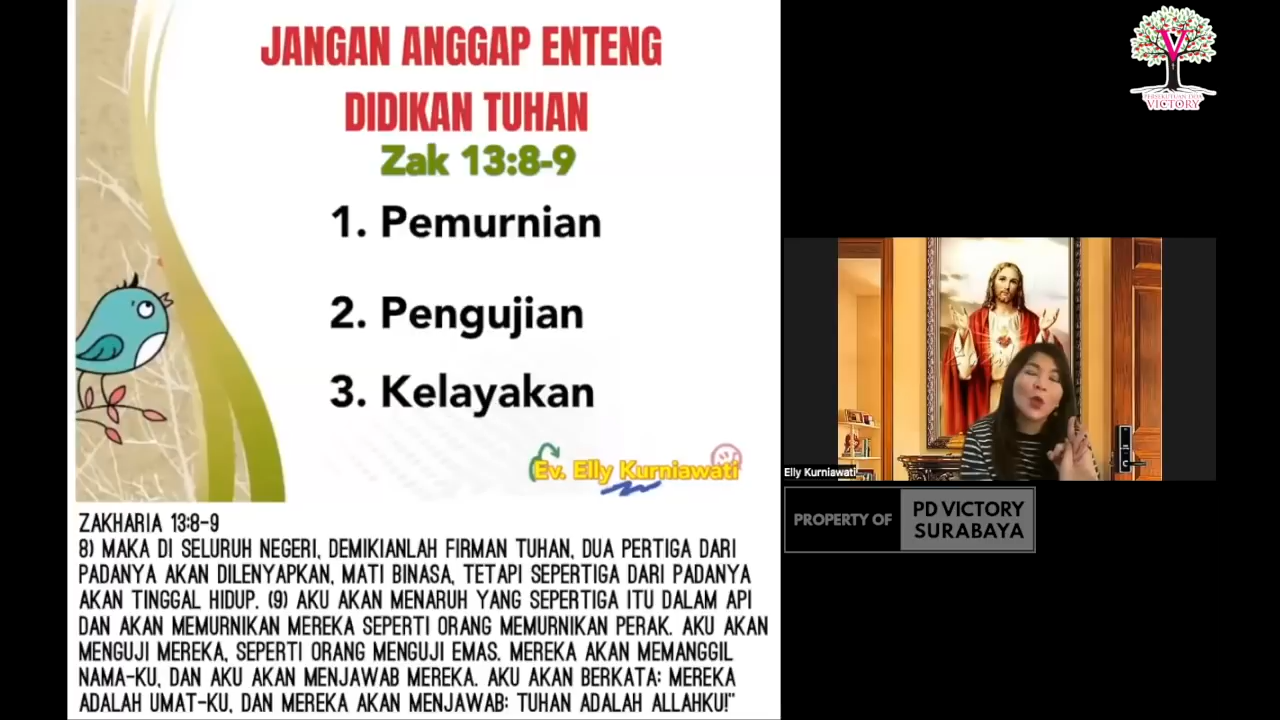 JANGAN ANGGAP ENTENG
DIDIKAN TUHAN
Zak 13:8-9
1. Pemurnian
2. Pengujian
3. Kelayakan
Ev. Elly Kurniawati
ZAKHARIA 13:8-9
8) MAKA DI SELURUH NEGERI, DEMIKIANLAH FIRMAN TUHAN, DUA PERTIGA DARI
PADANYA AKAN DILENYAPKAN, MATI BINASA, TETAPI SEPERTIGA DARI PADANYA
AKAN TINGGAL HIDUP. (9) AKU AKAN MENARUH YANG SEPERTIGA ITU DALAM API
DAN AKAN MEMURNIKAN MEREKA SEPERTI ORANG MEMURNIKAN PERAK. AKU AKAN
MENGUJI MEREKA, SEPERTI ORANG MENGUJI EMAS. MEREKA AKAN MEMANGGIL
NAMA-KU, DAN AKU AKAN MENJAWAB MEREKA. AKU AKAN BERKATA: MEREKA
ADALAH UMAT-KU, DAN MEREKA AKAN MENJAWAB: TUHAN ADALAH ALLAHKU!"
V
PERSEKUTUAN DOA
VICTORY
Elly Kurniawati
PROPERTY OF
PD VICTORY
SURABAYA